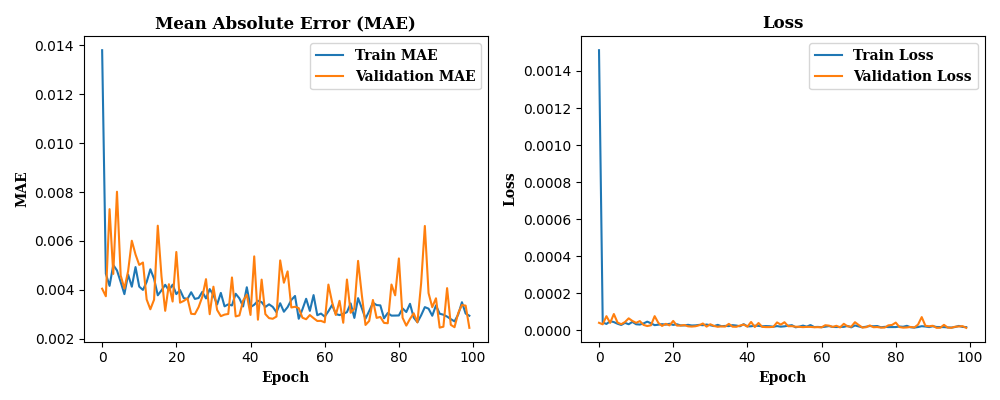 Mean Absolute Error (MAE)
0.014
0.012
0.010
0.008
0.006
0.004
0.002
MAE
0 20 40 60 80 100
Epoch
Train MAE
Validation MAE
Loss
0.0014
0.0012
0.0010
0.0008
0.0006
0.0004
0.0002
0.0000
Loss
0 20 40 60 80 100
Epoch
Train Loss
Validation Loss